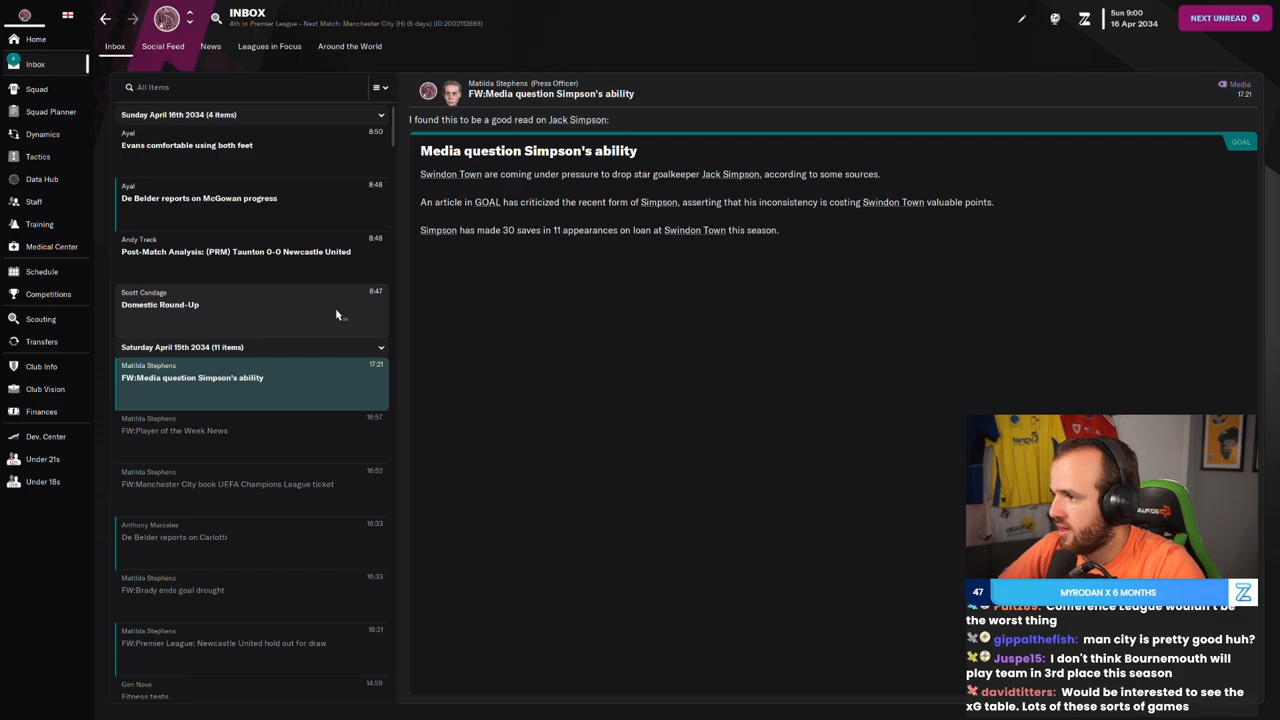 INBOX
4th in Premier League - Next Match: Manchester City (H) (6 days) (ID:2002112889)
Sun 9:00
16 Apr 2034
NEXT UNREAD
Inbox
Social Feed
News
Leagues in Focus
Around the World
Home
Inbox
Squad
Squad Planner
Dynamics
Tactics
Data Hub
Staff
Training
Medical Center
Schedule
Competitions
Scouting
Transfers
Club Info
Club Vision
Finances
Dev. Center
Under 21s
Under 18s
All Items
Sunday April 16th 2034 (4 items)
Ayal
8:50
Evans comfortable using both feet
Ayal
8:48
De Belder reports on McGowan progress
Andy Treck
8:48
Post-Match Analysis: (PRM) Taunton 0-0 Newcastle United
Scott Candage
8:47
Domestic Round-Up
Saturday April 15th 2034 (11 items)
Matilda Stephens
17:21
FW:Media question Simpson's ability
Matilda Stephens
16:57
FW:Player of the Week News
Matilda Stephens
16:52
FW:Manchester City book UEFA Champions League ticket
Anthony Marcales
16:33
De Belder reports on Carlotti
Matilda Stephens
16:33
FW:Brady ends goal drought
Matilda Stephens
16:31
FW:Premier League: Newcastle United hold out for draw
Gen Nova
14:59
Fitness tests
Matilda Stephens (Press Officer)
FW:Media question Simpson's ability
Media
17:21
I found this to be a good read on Jack Simpson:
GOAL
Media question Simpson's ability
Swindon Town are coming under pressure to drop star goalkeeper Jack Simpson, according to some sources.
An article in GOAL has criticized the recent form of Simpson, asserting that his inconsistency is costing Swindon Town valuable points.
Simpson has made 30 saves in 11 appearances on loan at Swindon Town this season.
47
MYRODAN X 6 MONTHS
Conference League wouldn't be
the worst thing
gippalthefish: man city is pretty good huh?
Juspe15: I don't think Bournemouth will
play team in 3rd place this season
davidtitters: Would be interested to see the
xG table. Lots of these sorts of games